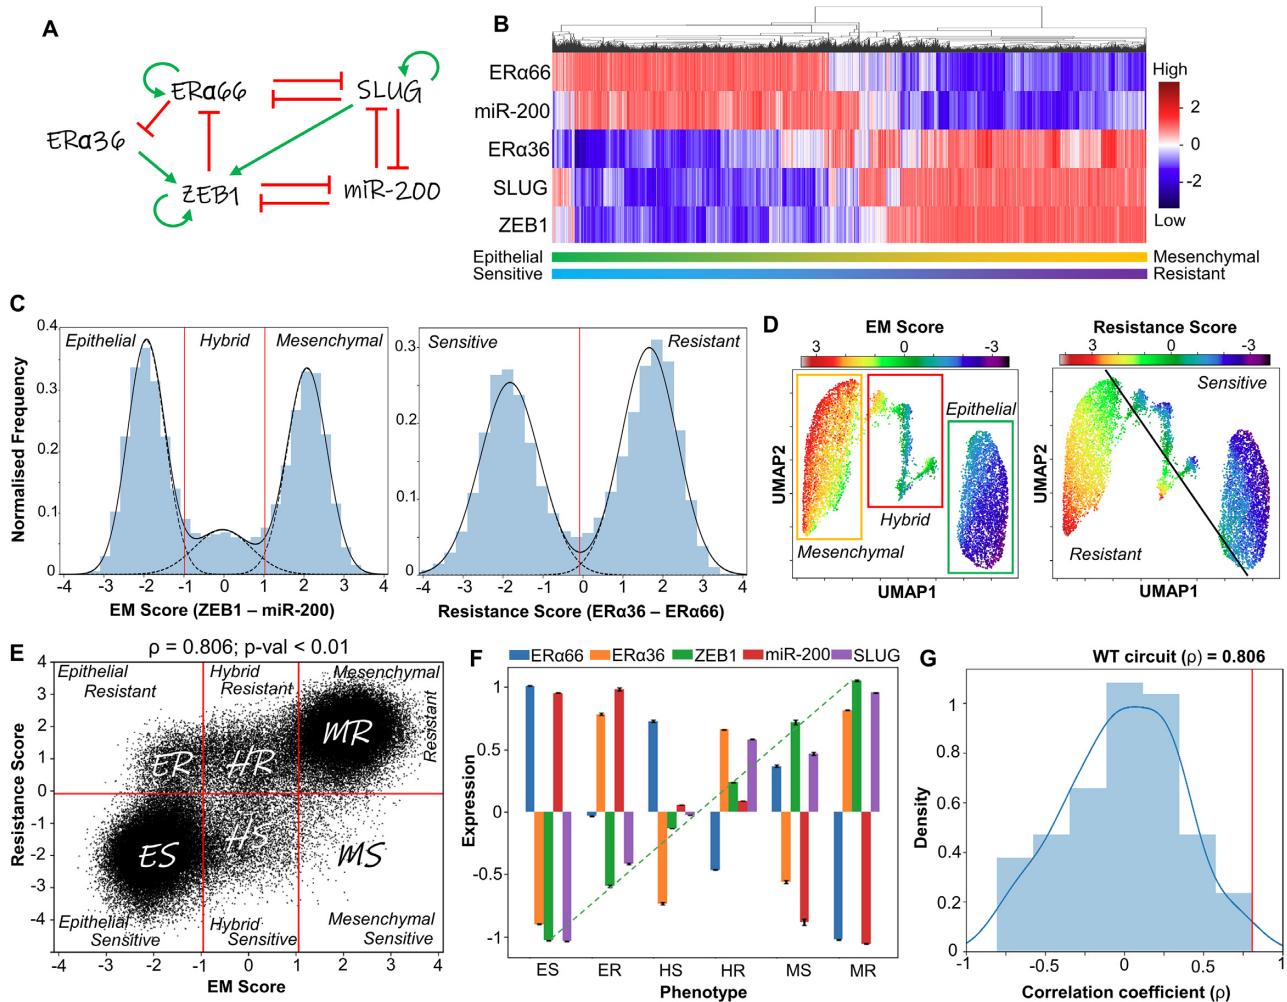 A
ERα66
SLUG
ERα36
ZEB1
miR-200
B
ERα66
miR-200
ERα36
SLUG
ZEB1
High
2
0
-2
Low
Epithelial
Mesenchymal
Sensitive
Resistant
C
Normalised Frequency
0.4
0.3
0.2
0.1
0
Epithelial
Hybrid
Mesenchymal
-4 -3 -2 -1 0 1 2 3 4
EM Score (ZEB1 – miR-200)
0.3
0.2
0.1
0
Sensitive
Resistant
-4 -3 -2 -1 0 1 2 3 4
Resistance Score (ERα36 – ERα66)
D
EM Score
3 0 -3
Epithelial
Hybrid
Mesenchymal
UMAP2
UMAP1
Resistance Score
3 0 -3
Sensitive
Resistant
UMAP2
UMAP1
E
ρ = 0.806; p-val < 0.01
Resistance Score
4
3
2
1
0
-1
-2
-3
-4
Epithelial
Resistant
Hybrid
Resistant
Mesenchymal
Resistant
ER
HR
MR
ES
HS
MS
Epithelial
Sensitive
Hybrid
Sensitive
Mesenchymal
Sensitive
-4 -3 -2 -1 0 1 2 3 4
EM Score
F
ERα66 ERα36 ZEB1 miR-200 SLUG
Expression
1
0.5
0
-0.5
-1
ES ER HS HR MS MR
Phenotype
G
WT circuit (ρ) = 0.806
Density
1
0.8
0.6
0.4
0.2
0
-1 -0.5 0 0.5 1
Correlation coefficient (ρ)